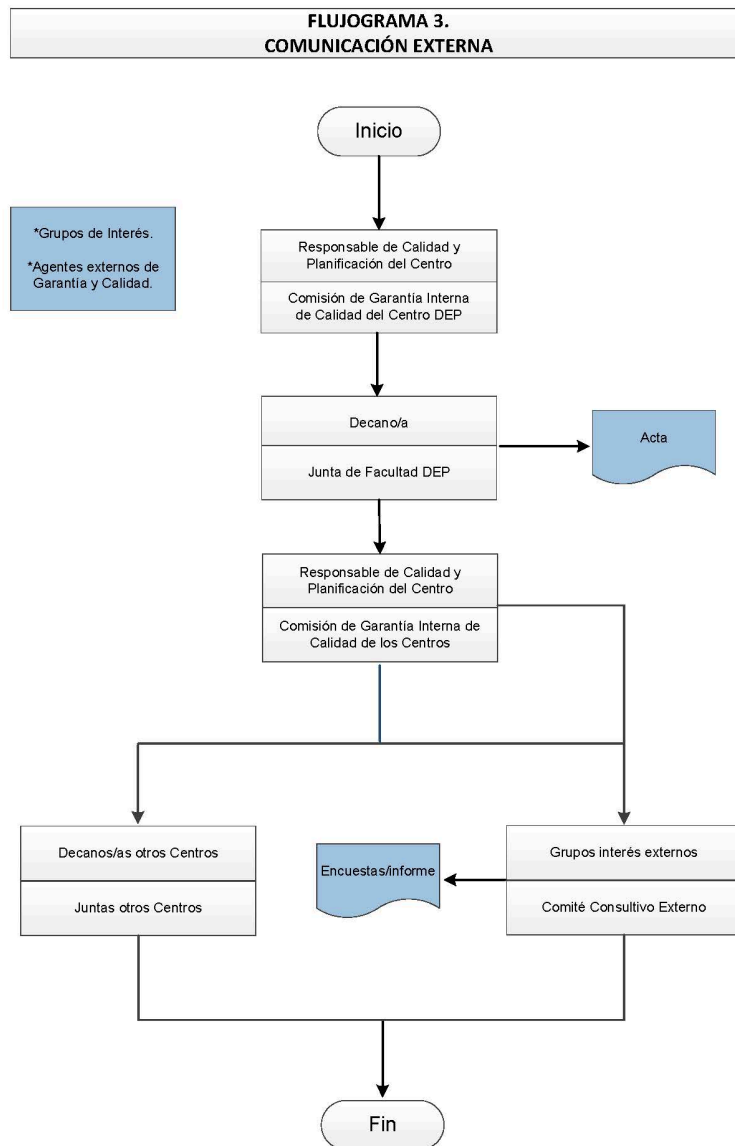 FLUJOGRAMA 3.
COMUNICACIÓN EXTERNA
Inicio
*Grupos de Interés.
*Agentes externos de
Garantía y Calidad.
Responsable de Calidad y
Planificación del Centro
Comisión de Garantía Interna
de Calidad del Centro DEP
Decano/a
Junta de Facultad DEP
Acta
Responsable de Calidad y
Planificación del Centro
Comisión de Garantía Interna de
Calidad de los Centros
Decanos/as otros Centros
Juntas otros Centros
Encuestas/informe
Grupos interés externos
Comité Consultivo Externo
Fin